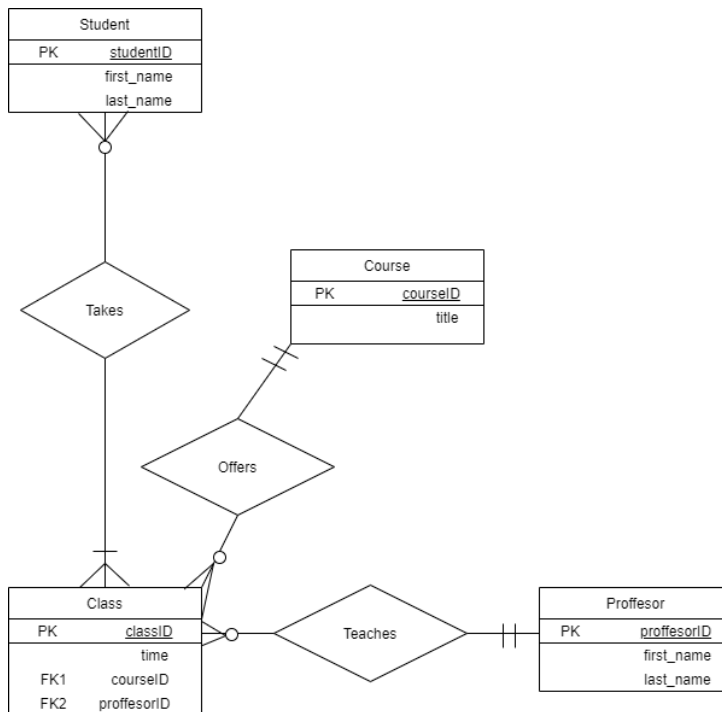 Student
PK studentID
first_name
last_name
Takes
Course
PK courseID
title
Offers
Class
PK classID
time
FK1 courseID
FK2 proffesorID
Teaches
Proffesor
PK proffesorID
first_name
last_name